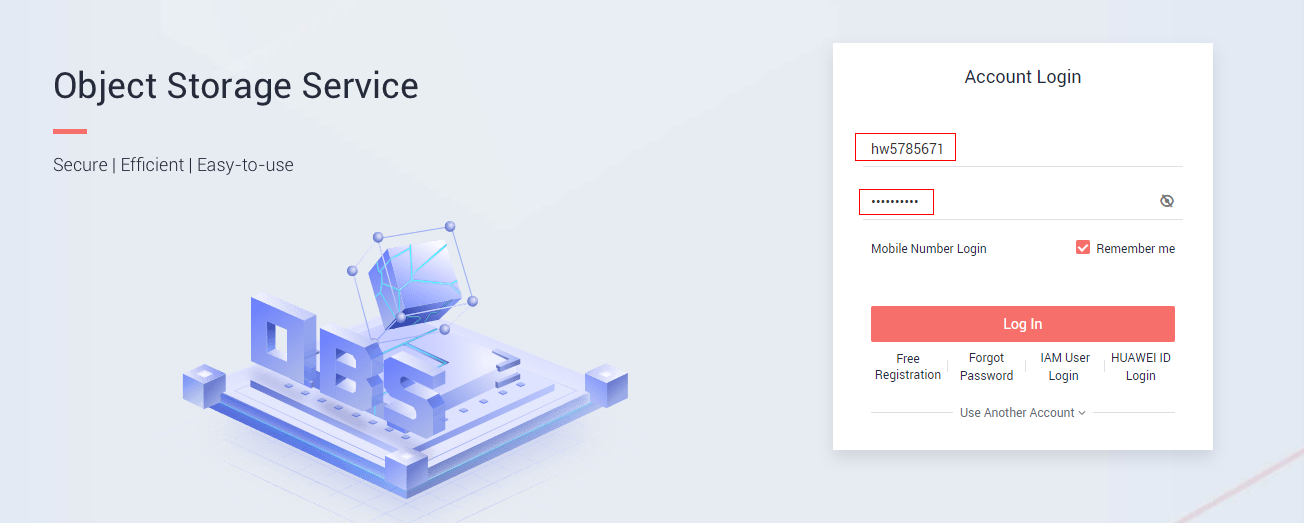 Object Storage Service
Secure | Efficient | Easy-to-use
OBS
Account Login
hw5785671
••••••••••
Mobile Number Login
Remember me
Log In
Free Registration
Forgot Password
IAM User Login
HUAWEI ID Login
Use Another Account